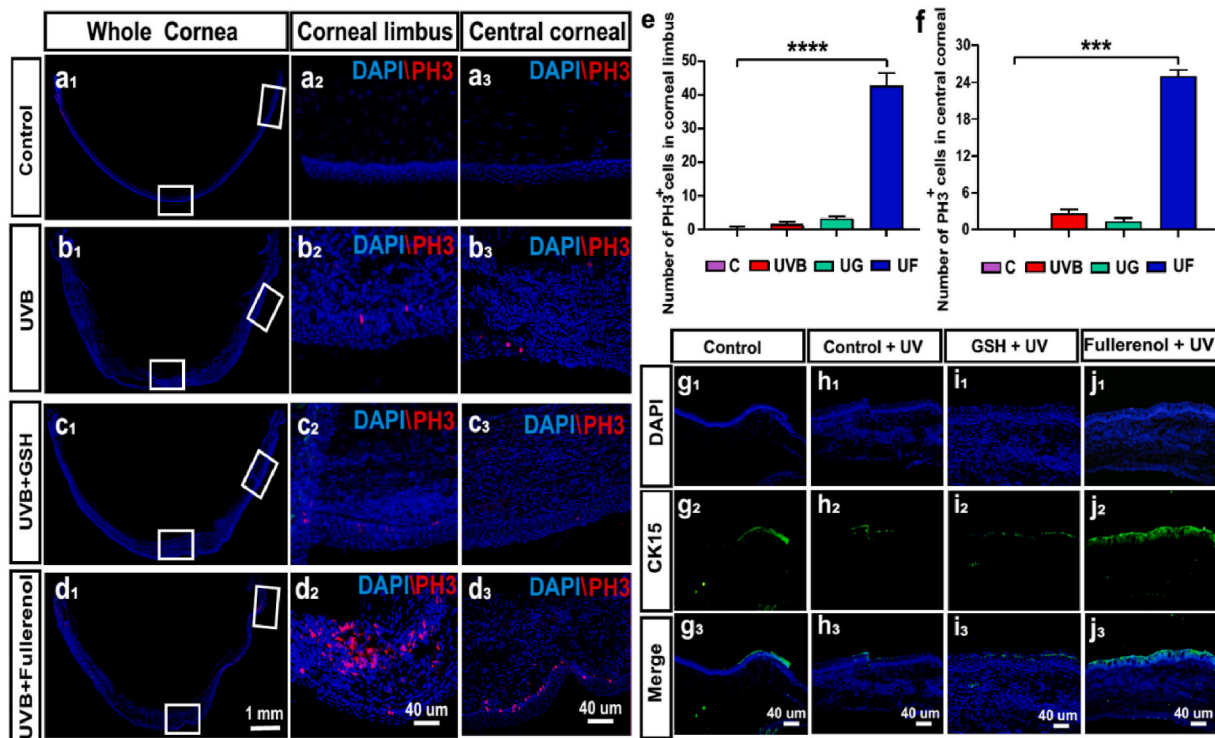 Whole Cornea
Corneal limbus
Central corneal
Control
a1
a2
DAPI\PH3
a3
DAPI\PH3
UVB
b1
b2
DAPI\PH3
b3
DAPI\PH3
UVB+GSH
c1
c2
DAPI\PH3
c3
DAPI\PH3
UVB+Fullerenol
d1
1 mm
d2
DAPI\PH3
40 um
d3
DAPI\PH3
40 um
e
Number of PH3+cells in corneal limbus
50
40
30
20
10
0
****
C
UVB
UG
UF
f
Number of PH3+ cells in central corneal
30
24
18
12
6
0
***
C
UVB
UG
UF
Control
Control + UV
GSH + UV
Fullerenol + UV
DAPI
g1
h1
i1
j1
CK15
g2
h2
i2
j2
Merge
g3
40 um
h3
40 um
i3
40 um
j3
40 um